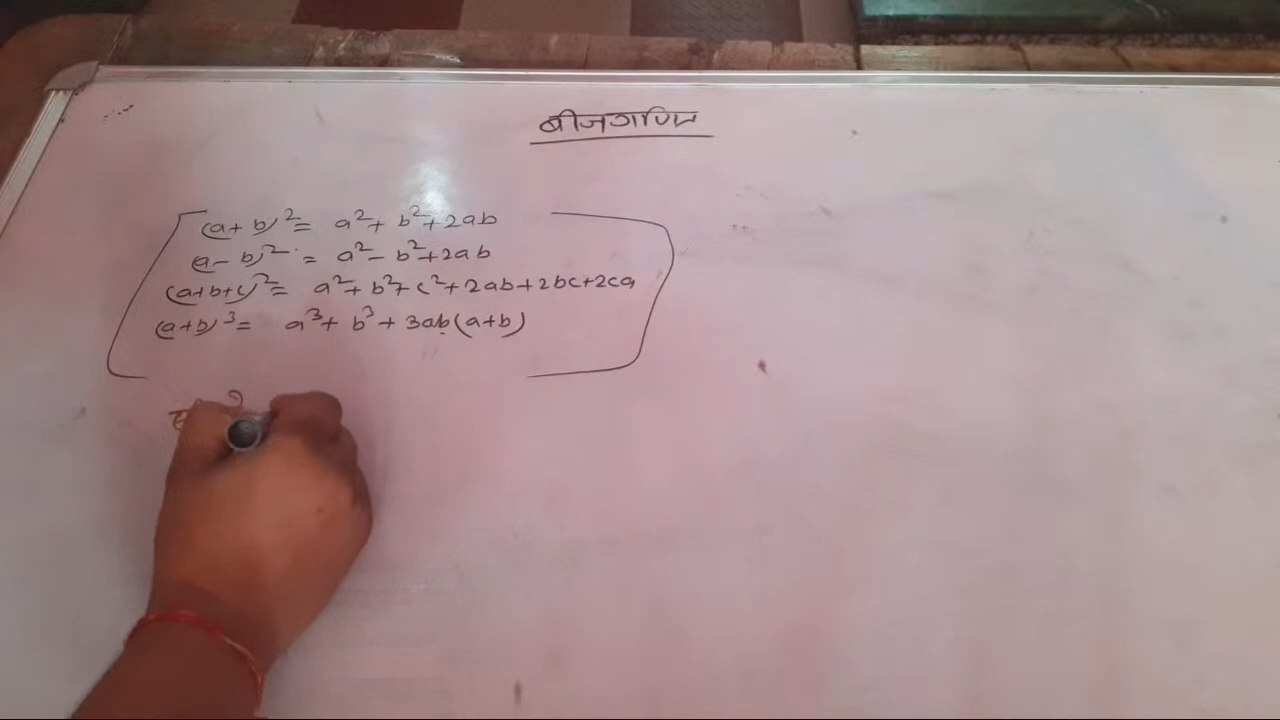 बीजगणित
(a+b)²= a²+ b²+2ab
(a-b)²= a²- b²+2ab
(a+b+c)²= a²+b²+c²+2ab+2bc+2ca
(a+b)³= a³+ b³+3ab(a+b)